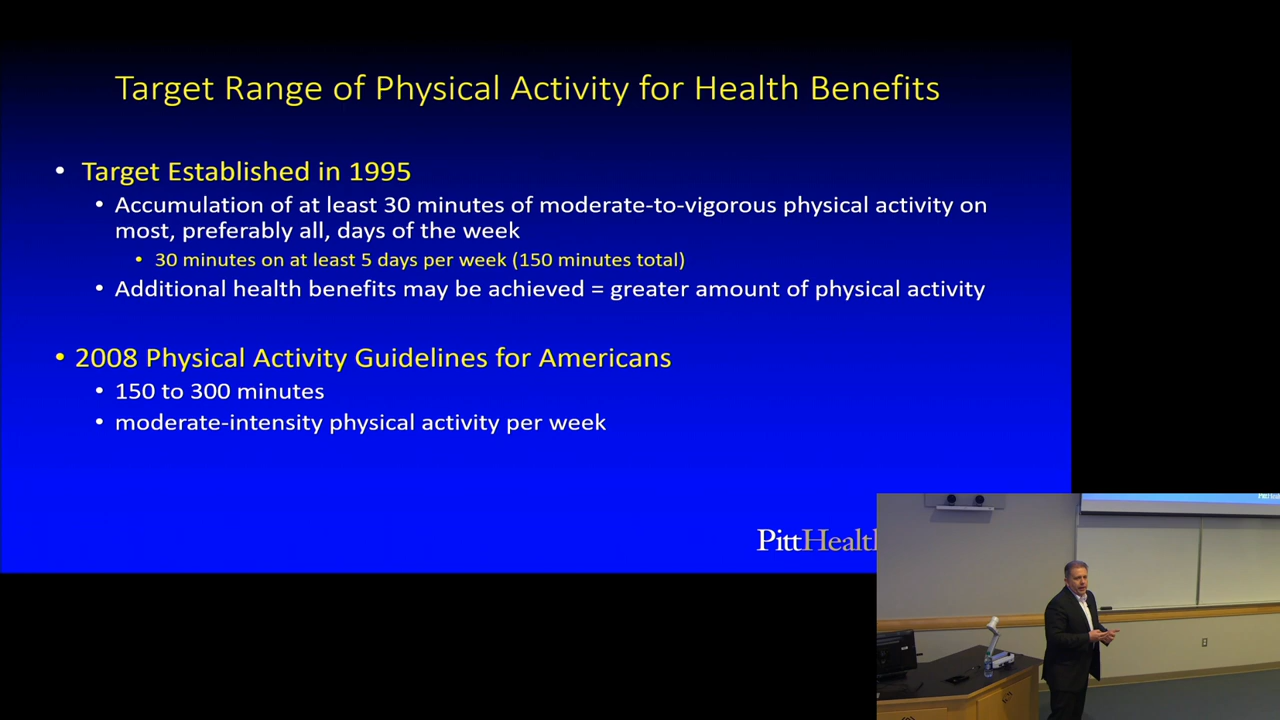 Target Range of Physical Activity for Health Benefits
• Target Established in 1995
• Accumulation of at least 30 minutes of moderate-to-vigorous physical activity on
most, preferably all, days of the week
• 30 minutes on at least 5 days per week (150 minutes total)
• Additional health benefits may be achieved = greater amount of physical activity
• 2008 Physical Activity Guidelines for Americans
• 150 to 300 minutes
• moderate-intensity physical activity per week
PittHealth